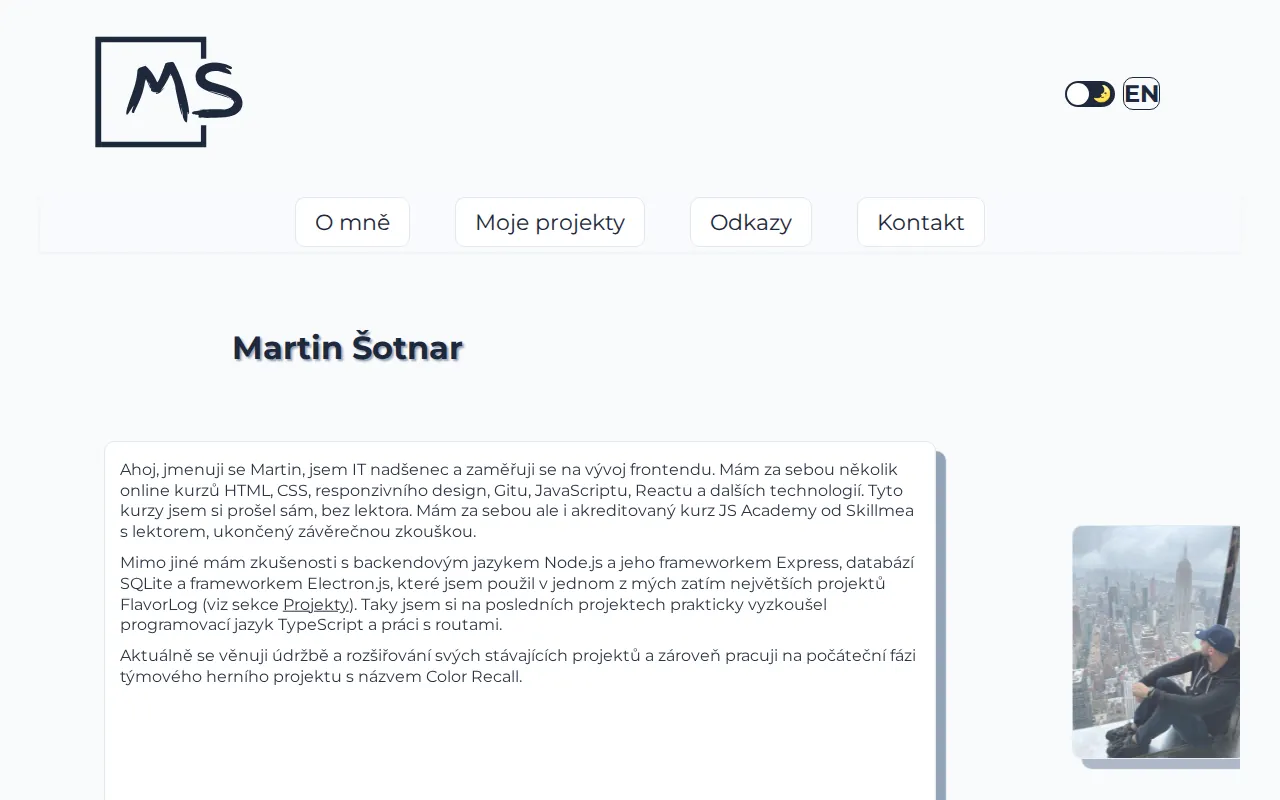 MS
EN
O mně
Moje projekty
Odkazy
Kontakt
Martin Šotnar
Ahoj, jmenuji se Martin, jsem IT nadšenec a zaměřuji se na vývoj frontendu. Mám za sebou několik
online kurzů HTML, CSS, responzivního design, Gitu, JavaScriptu, Reactu a dalších technologií. Tyto
kurzy jsem si prošel sám, bez lektora. Mám za sebou ale i akreditovaný kurz JS Academy od Skillmea
s lektorem, ukončený závěrečnou zkouškou.
Mimo jiné mám zkušenosti s backendovým jazykem Node.js a jeho frameworkem Express, databází
SQLite a frameworkem Electron.js, které jsem použil v jednom z mých zatím největších projektů
FlavorLog (viz sekce Projekty). Taky jsem si na posledních projektech prakticky vyzkoušel
programovací jazyk TypeScript a práci s routami.
Aktuálně se věnuji údržbě a rozšiřování svých stávajících projektů a zároveň pracuji na počáteční fázi
týmového herního projektu s názvem Color Recall.